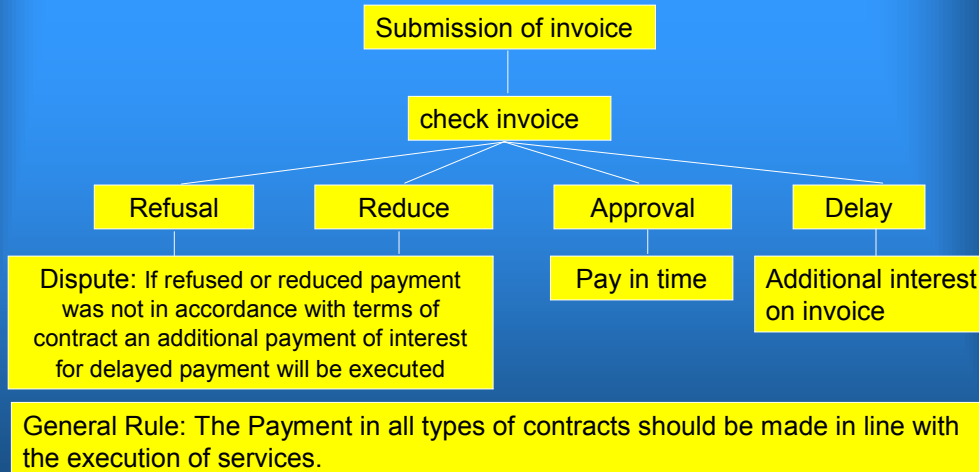 Submission of invoice
check invoice
Refusal
Reduce
Approval
Delay
Dispute: If refused or reduced payment
was not in accordance with terms of
contract an additional payment of interest
for delayed payment will be executed
Pay in time
Additional interest
on invoice
General Rule: The Payment in all types of contracts should be made in line with
the execution of services.